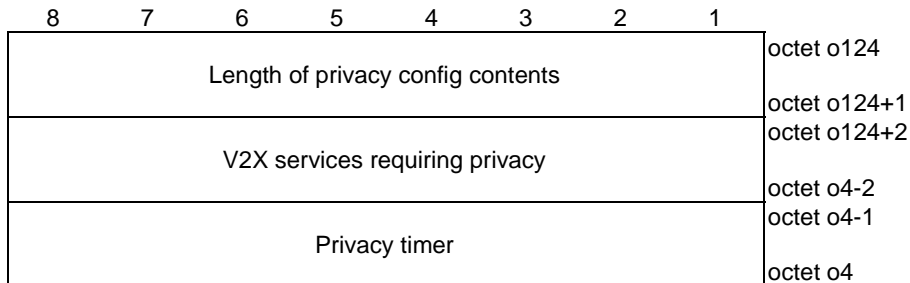 8 7 6 5 4 3 2 1
octet o124
Length of privacy config contents
octet o124+1
octet o124+2
V2X services requiring privacy
octet o4-2
octet o4-1
Privacy timer
octet o4